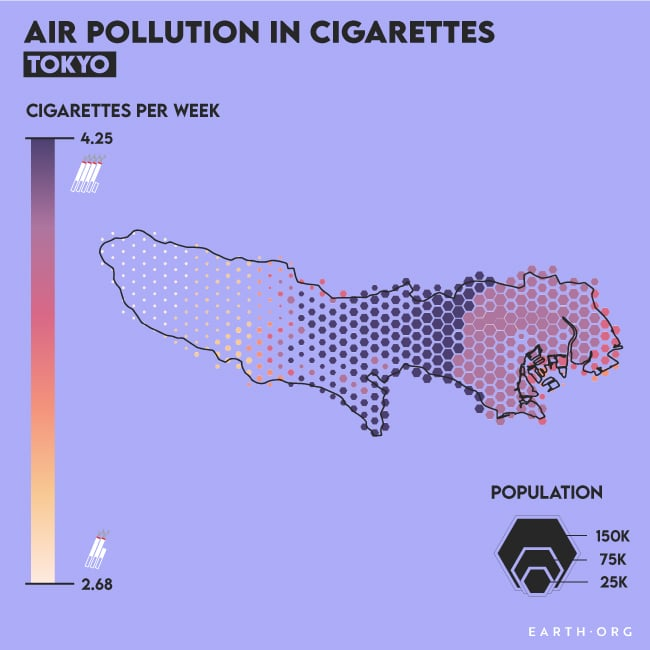 AIR POLLUTION IN CIGARETTES
TOKYO
CIGARETTES PER WEEK
4.25
2.68
POPULATION
150K
75K
25K
EARTH·ORG